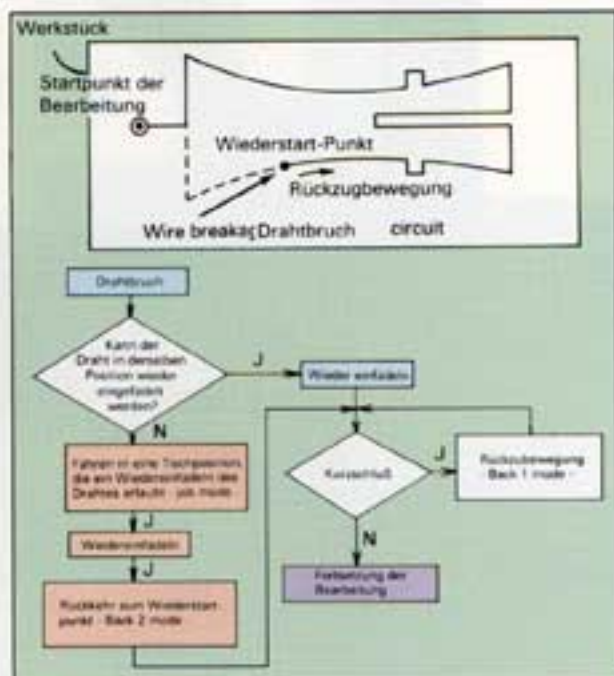 Werkstück
Startpunkt der
Bearbeitung
Wiederstart-Punkt
Rückzugbewegung
Wire breakag Drahtbruch circuit
Drahtbruch
Kann der
Draht in derselben
Position wieder
eingefädelt
werden?
J
Wieder einfädeln
N
Fahren in eine Tischposition,
die ein Wiedereinfädeln des
Drahtes erlaubt - job mode
Kurzschluß
J
Rückzubewegung
- Back 1 mode -
J
Wiedereinfädeln
N
J
Fortsetzung der
Bearbeitung
Rückkehr zum Wiederstart
punkt - Back 2 mode